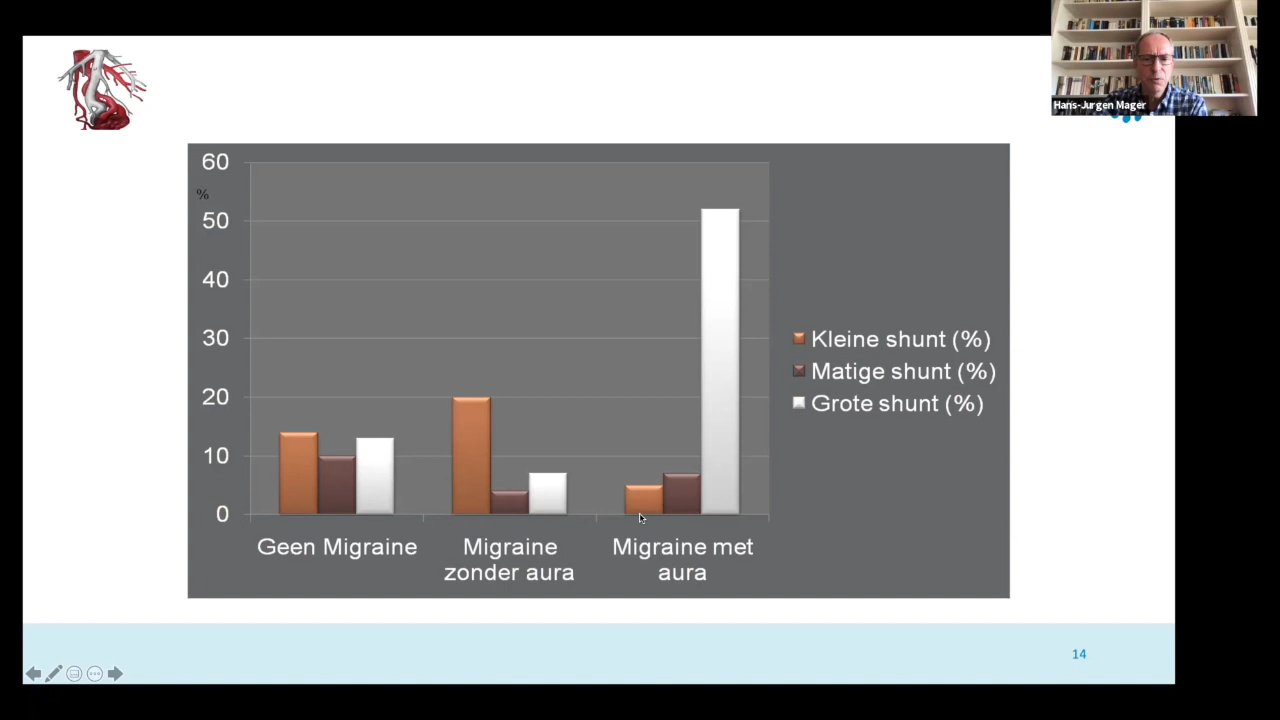 Hans-Jurgen Mager
60
%
50
40
30
20
10
0
Kleine shunt (%)
Matige shunt (%)
Grote shunt (%)
Geen Migraine
Migraine
zonder aura
Migraine met
aura
14